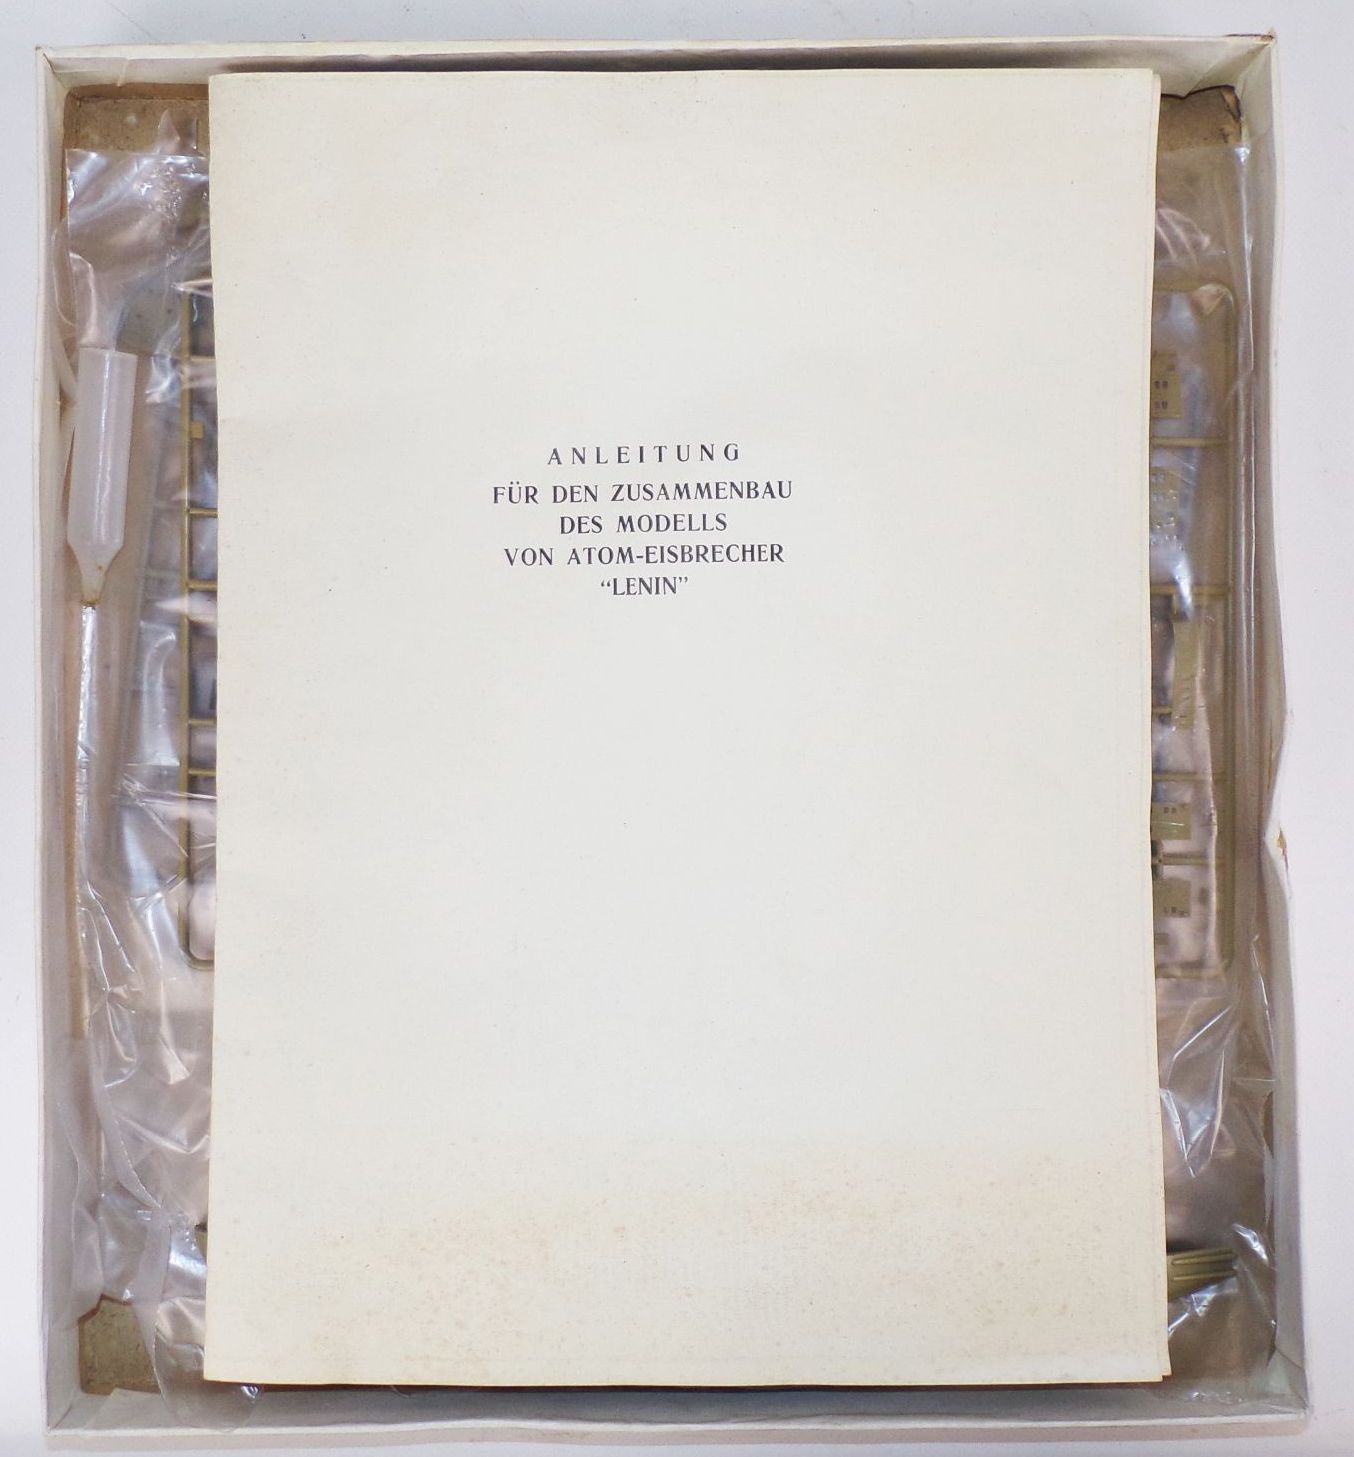 ANLEITUNG
FÜR DEN ZUSAMMENBAU
DES MODELLS
VON ATOM-EISBRECHER
“LENIN”